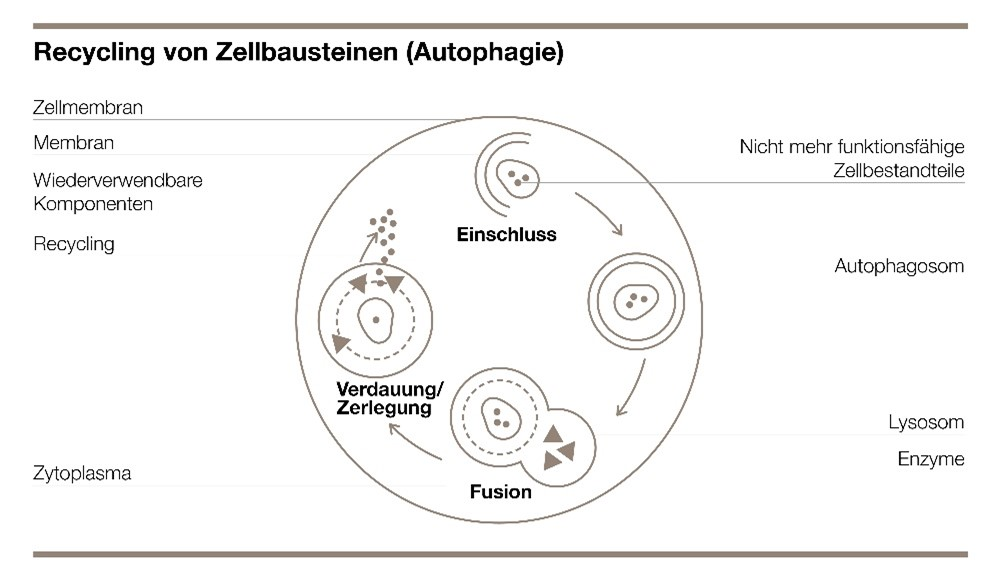 Recycling von Zellbausteinen (Autophagie)
Zellmembran
Membran
Wiederverwendbare
Komponenten
Recycling
Zytoplasma
Einschluss
Verdauung/
Zerlegung
Fusion
Nicht mehr funktionsfähige
Zellbestandteile
Autophagosom
Lysosom
Enzyme